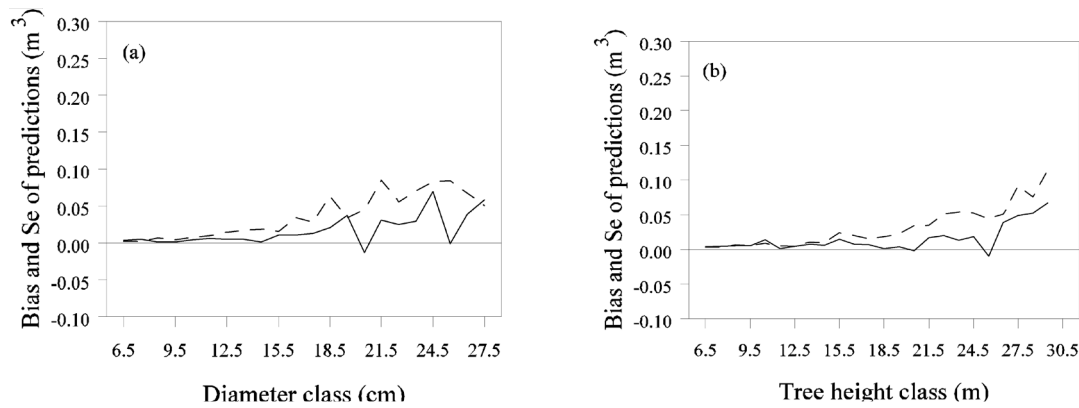 Bias and Se of predictions (m³)
(a)
0.30
0.25
0.20
0.15
0.10
0.05
0.00
-0.05
-0.10
6.5 9.5 12.5 15.5 18.5 21.5 24.5 27.5
Diameter class (cm)
Bias and Se of predictions (m³)
(b)
0.30
0.25
0.20
0.15
0.10
0.05
0.00
-0.05
-0.10
6.5 9.5 12.5 15.5 18.5 21.5 24.5 27.5 30.5
Tree height class (m)